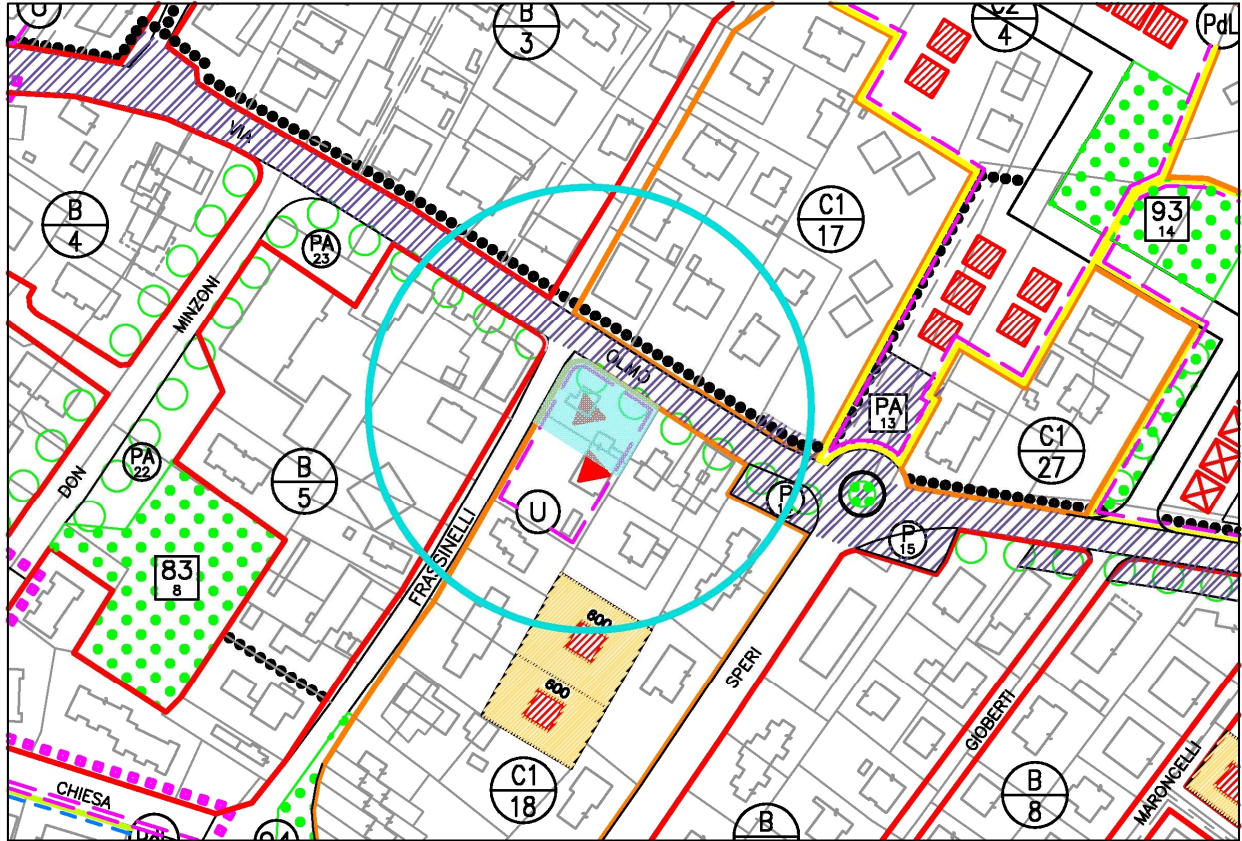 U
B
3
C2
4
PdL
VIA
B
4
PA
23
MINZONI
C1
17
93
14
OLMO
PA
13
C1
27
DON
PA
22
B
5
U
P
15
83
8
FRASSINELLI
600
600
SPERI
GIOBERTI
MARONCELLI
CHIESA
C1
18
B
8
B